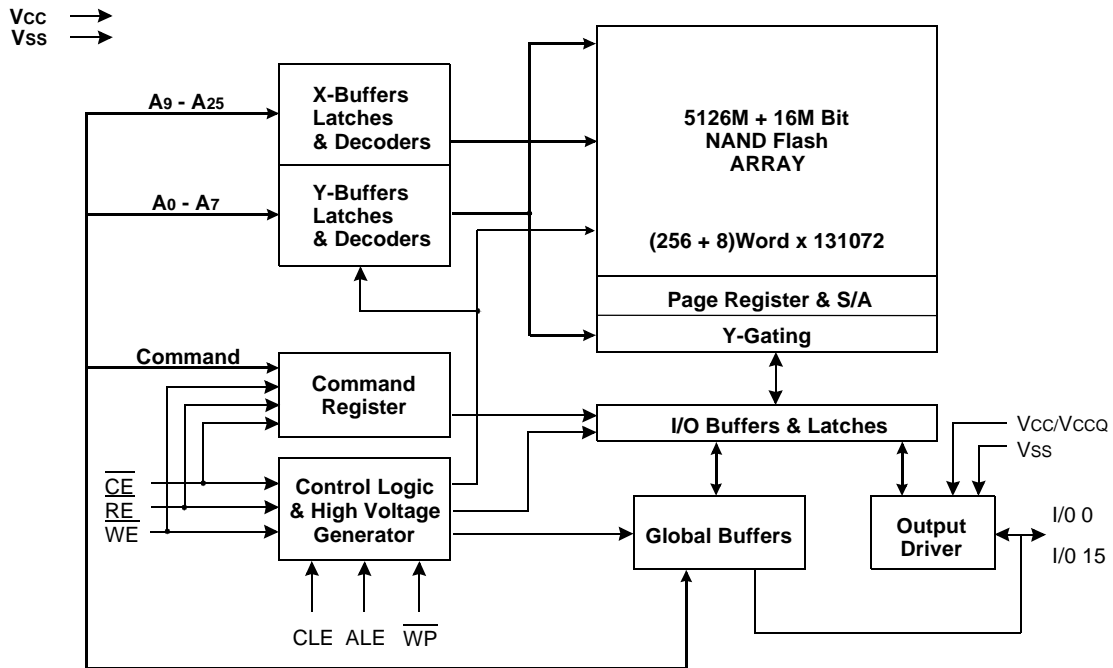 VCC
VSS
A9 - A25
X-Buffers
Latches
& Decoders
A0 - A7
Y-Buffers
Latches
& Decoders
5126M + 16M Bit
NAND Flash
ARRAY
(256 + 8)Word x 131072
Page Register & S/A
Y-Gating
Command
Command
Register
I/O Buffers & Latches
VCC/VCCQ
VSS
CE
RE
WE
Control Logic
& High Voltage
Generator
Global Buffers
Output
Driver
I/0 0
I/0 15
CLE
ALE
WP